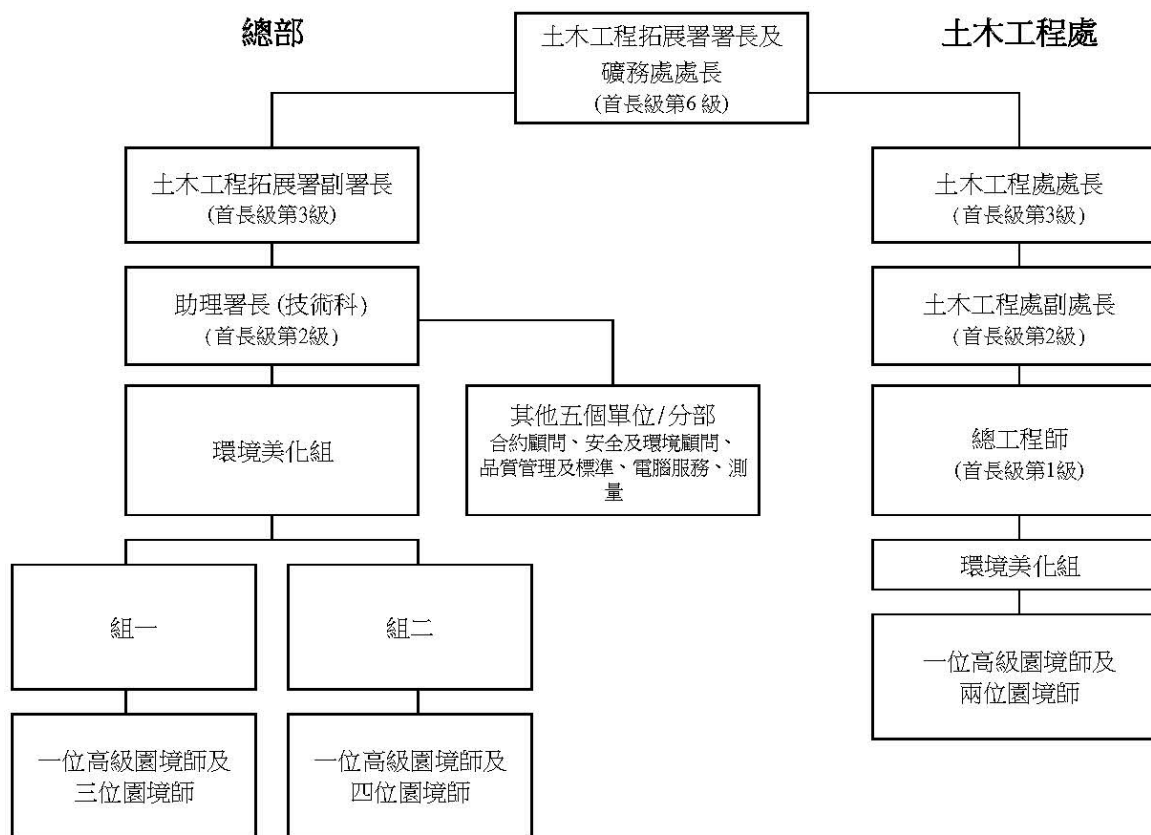 總部
土木工程拓展署署長及
礦務處處長
(首長級第6級)
土木工程處
土木工程拓展署副署長
(首長級第3級)
土木工程處處長
(首長級第3級)
助理署長 (技術科)
(首長級第2級)
土木工程處副處長
(首長級第2級)
環境美化組
其他五個單位/分部
合約顧問、安全及環境顧問、
品質管理及標準、電腦服務、測
量
總工程師
(首長級第1級)
環境美化組
組一
組二
一位高級園境師及
兩位園境師
一位高級園境師及
三位園境師
一位高級園境師及
四位園境師